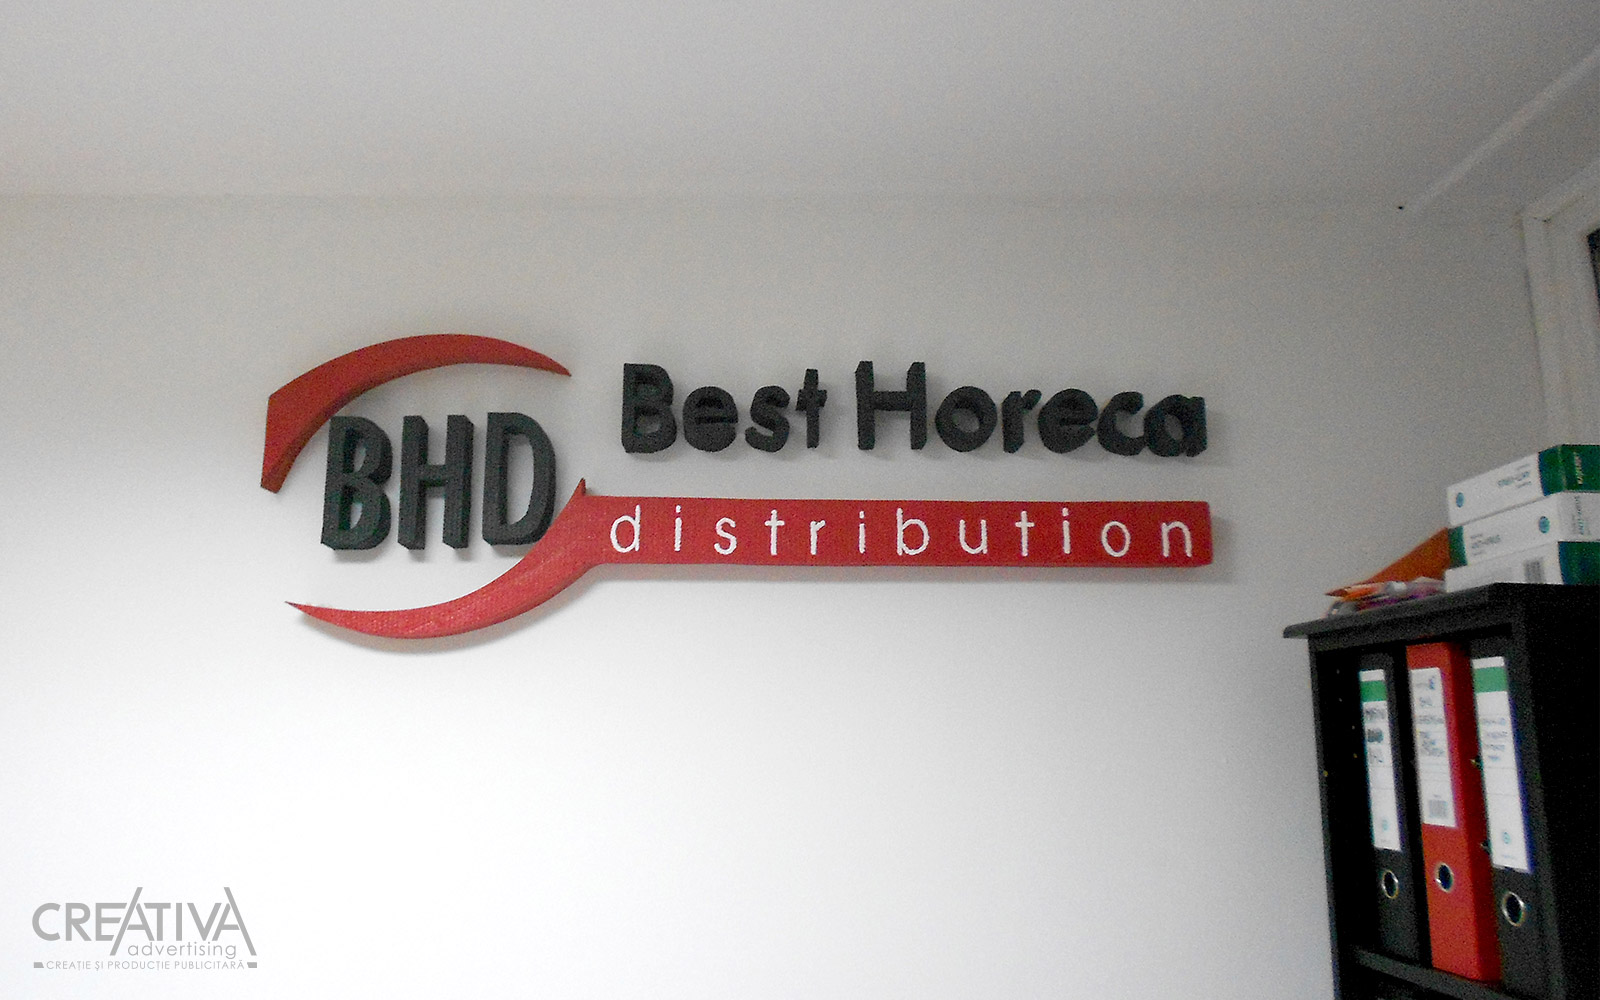 BHD
Best Horeca
distribution
CREATIVA
advertising
CREAȚIE ȘI PRODUCȚIE PUBLICITARĂ